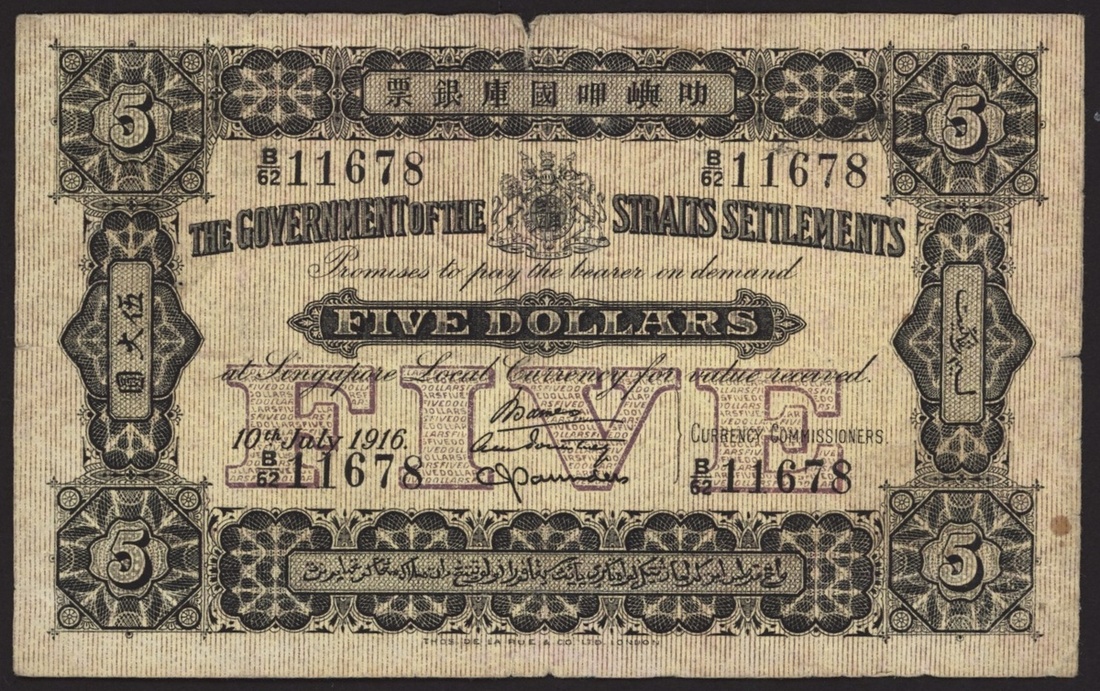 5
叻嶼呷國庫銀票
5
B/62 11678
B/62 11678
THE GOVERNMENT OF THE STRAITS SETTLEMENTS
Promises to pay the bearer on demand
FIVE DOLLARS
伍大圓
at Singapore Local Currency for value received.
FIVE
10th July 1916.
CURRENCY COMMISSIONERS.
B/62 11678
B/62 11678
5
5
THOS. DE LA RUE & CO. LTD. LONDON.